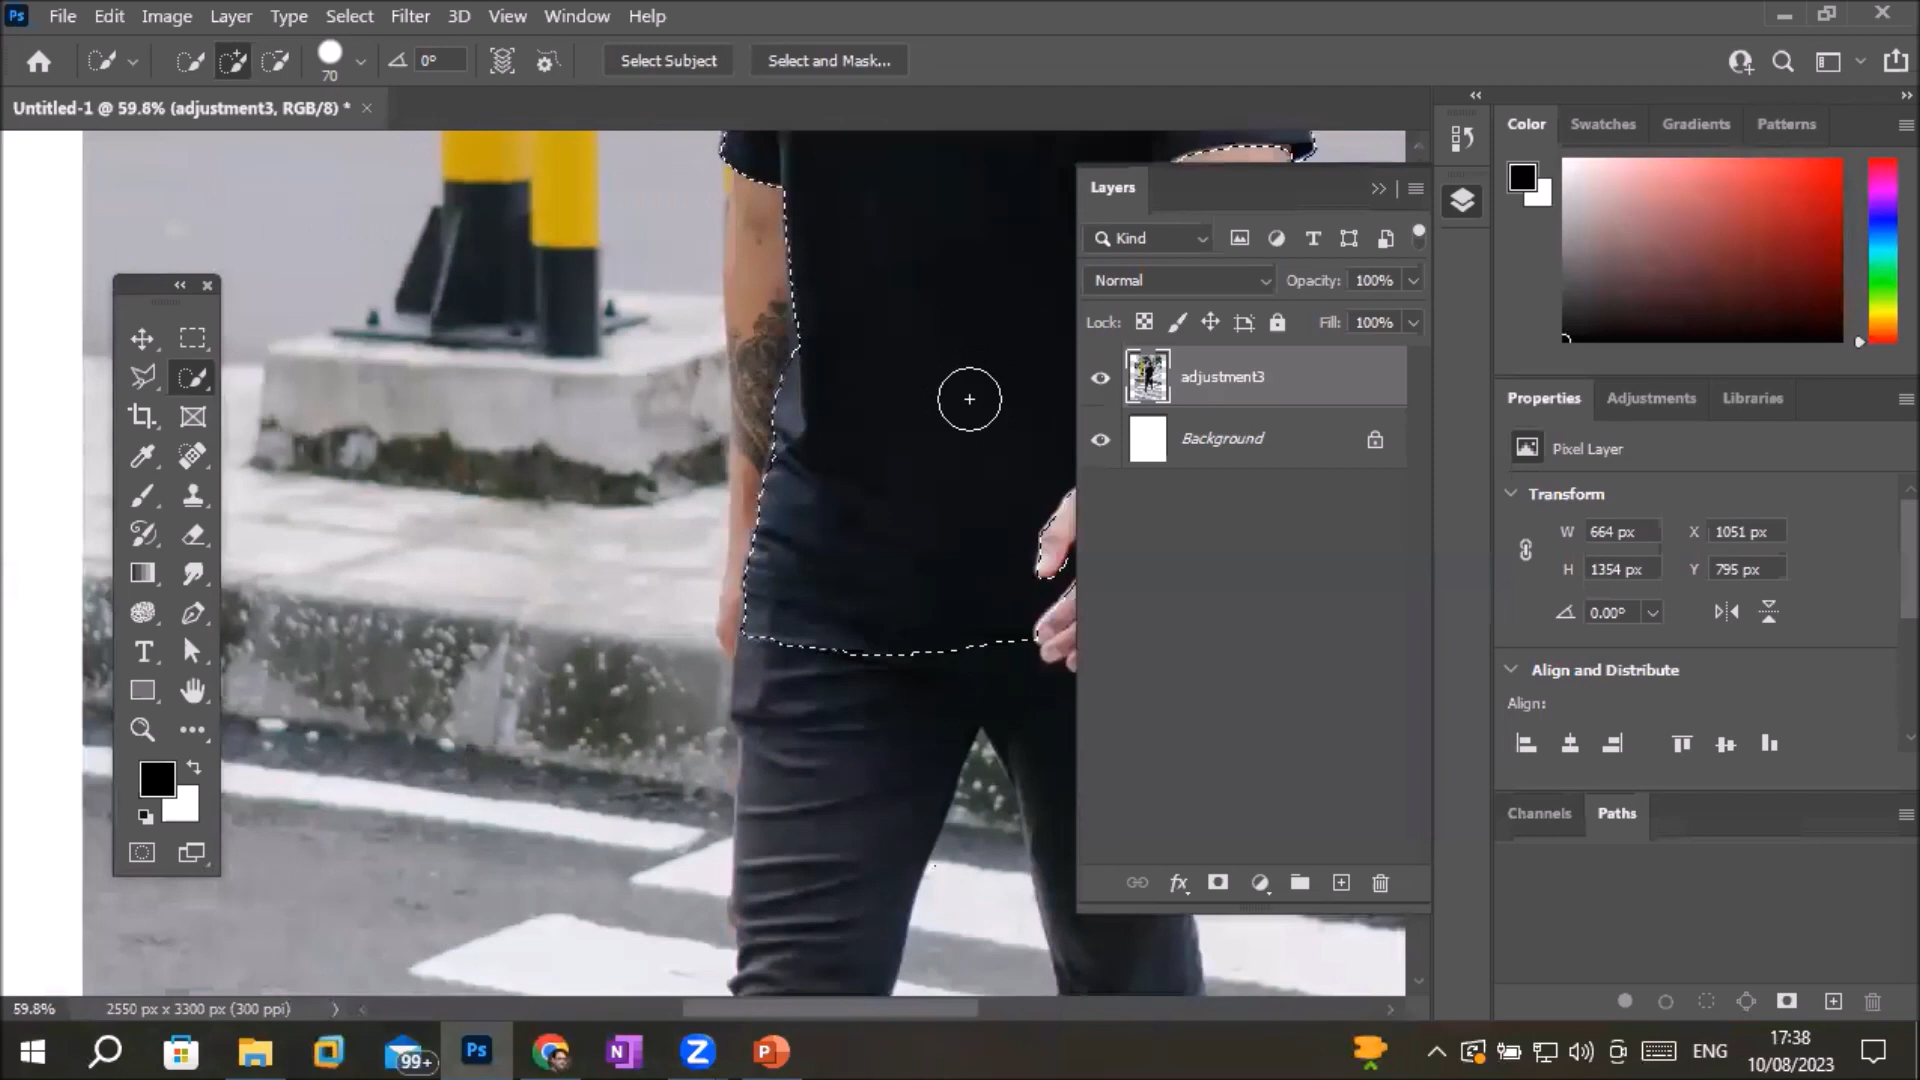 Ps File Edit Image Layer Type Select Filter 3D View Window Help
70 0° Select Subject Select and Mask...
Untitled-1 @ 59.8% (adjustment3, RGB/8) *
Color Swatches Gradients Patterns
Layers
Kind
Normal Opacity: 100%
Lock: Fill: 100%
adjustment3
Background
Properties Adjustments Libraries
Pixel Layer
Transform
W 664 px X 1051 px
H 1354 px Y 795 px
0.00°
Align and Distribute
Align:
Channels Paths
59.8% 2550 px x 3300 px (300 ppi)
99+ Ps N Z P ENG
17:38
10/08/2023